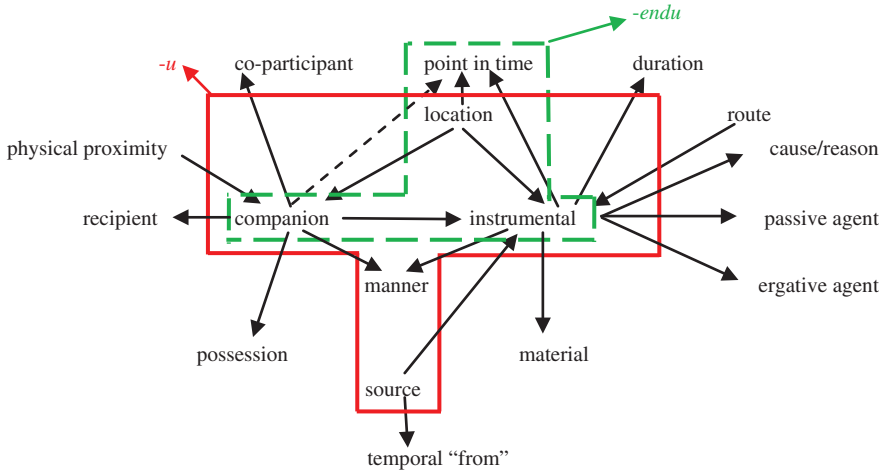 -endu
-u
co-participant
point in time
duration
location
route
physical proximity
cause/reason
recipient
companion
instrumental
passive agent
manner
ergative agent
possession
material
source
temporal “from”